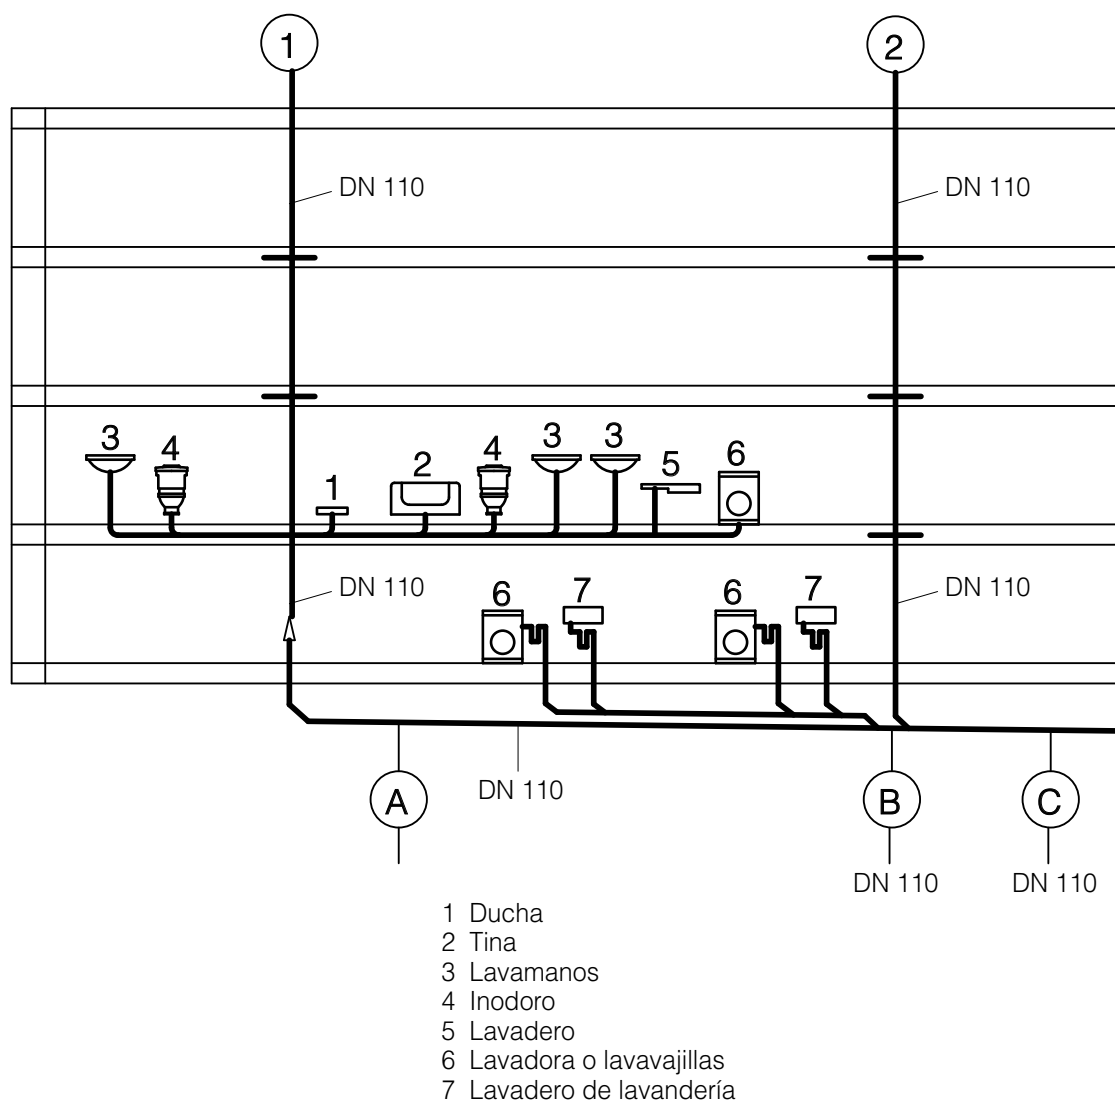 1
2
DN 110
DN 110
3
4
1
2
4
3
3
5
6
DN 110
DN 110
6
7
6
7
A
DN 110
B
C
DN 110
DN 110
1 Ducha
2 Tina
3 Lavamanos
4 Inodoro
5 Lavadero
6 Lavadora o lavavajillas
7 Lavadero de lavandería